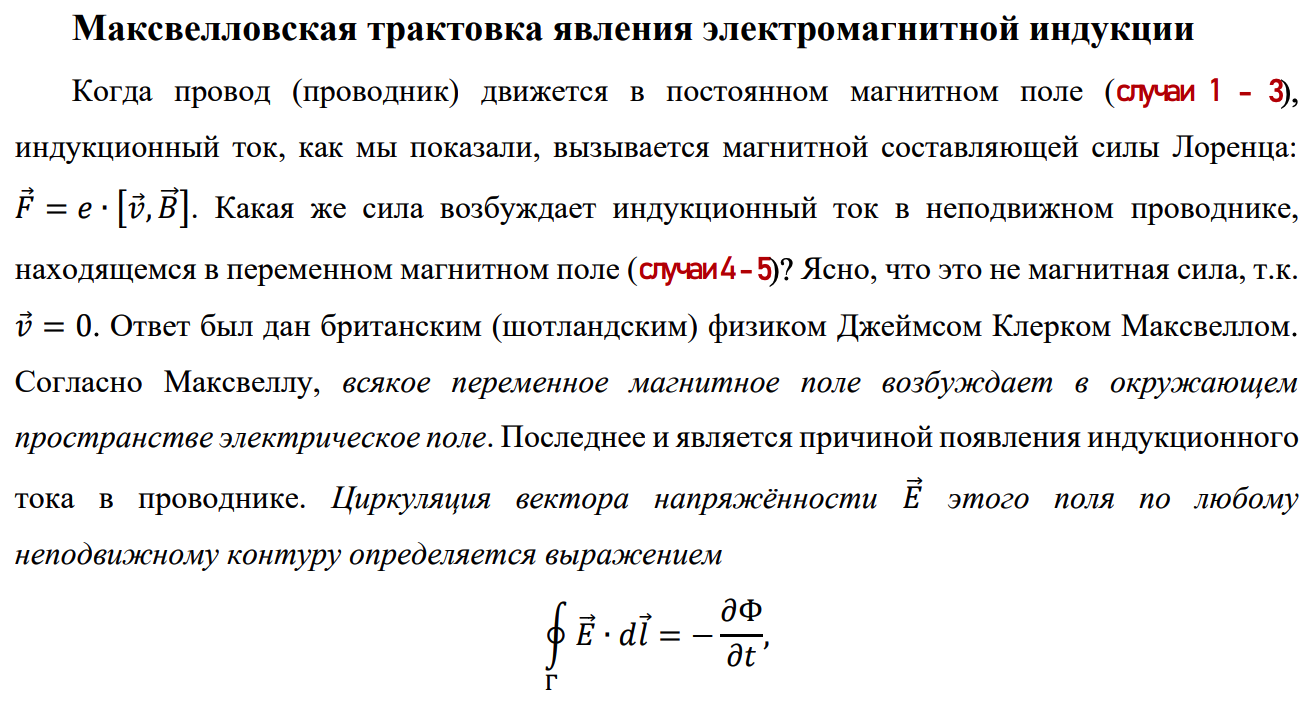 Максвелловская трактовка явления электромагнитной индукции
Когда провод (проводник) движется в постоянном магнитном поле (случаи 1 – 3),
индукционный ток, как мы показали, вызывается магнитной составляющей силы Лоренца:
$\vec{F} = e \cdot [\vec{v}, \vec{B}]$. Какая же сила возбуждает индукционный ток в неподвижном проводнике,
находящемся в переменном магнитном поле (случаи 4 – 5)? Ясно, что это не магнитная сила, т.к.
$\vec{v} = 0$. Ответ был дан британским (шотландским) физиком Джеймсом Клерком Максвеллом.
Согласно Максвеллу, всякое переменное магнитное поле возбуждает в окружающем
пространстве электрическое поле. Последнее и является причиной появления индукционного
тока в проводнике. Циркуляция вектора напряжённости $\vec{E}$ этого поля по любому
неподвижному контуру определяется выражением
$\oint_{Г} \vec{E} \cdot d\vec{l} = -\frac{\partial Ф}{\partial t},$